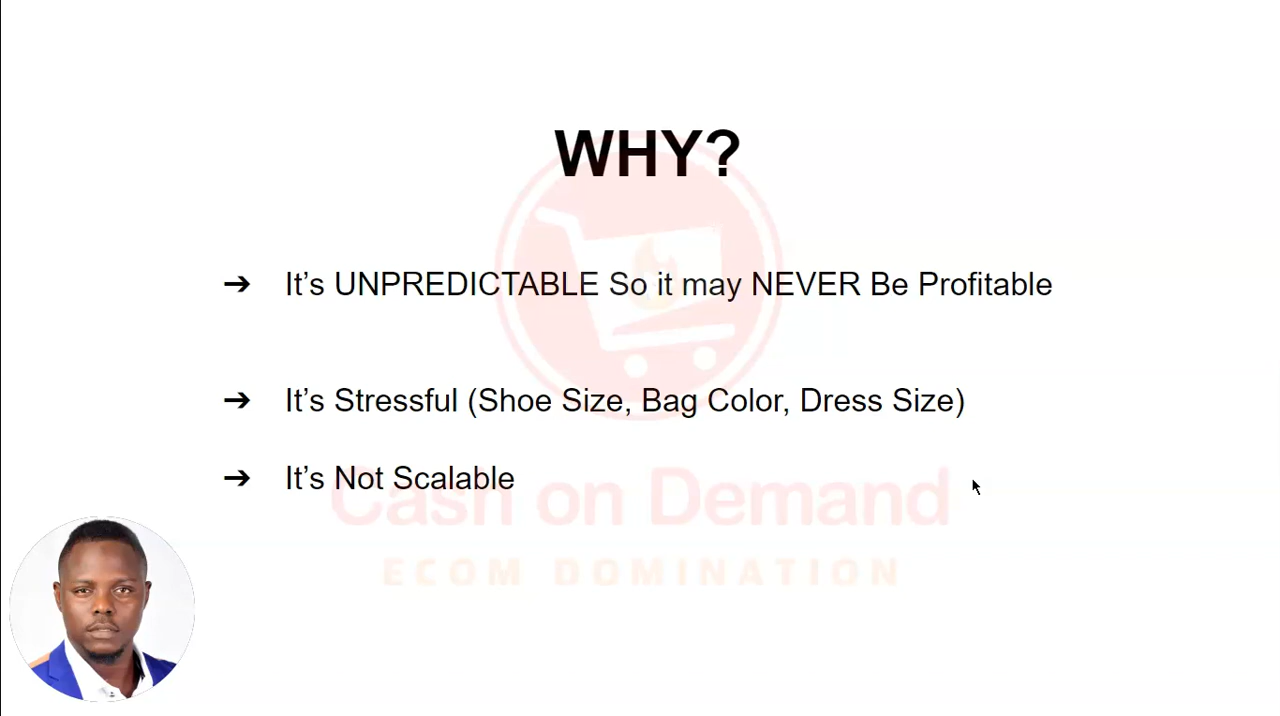 WHY?
➔ It’s UNPREDICTABLE So it may NEVER Be Profitable
➔ It’s Stressful (Shoe Size, Bag Color, Dress Size)
➔ It’s Not Scalable
Cash on Demand
ECOM DOMINATION